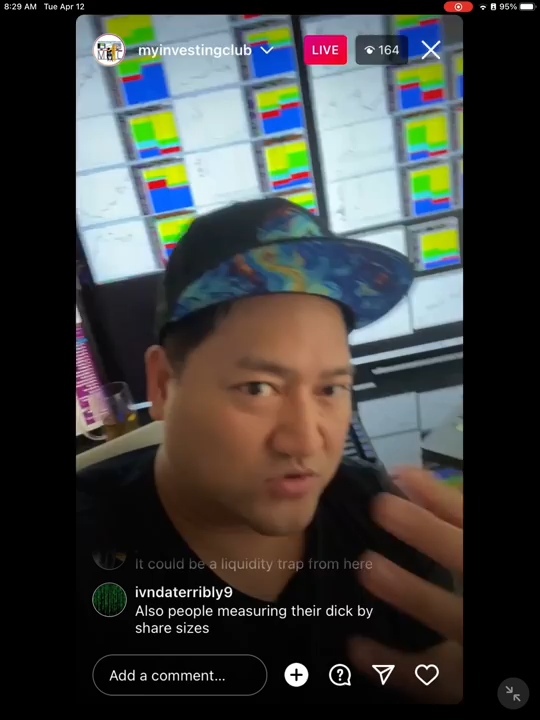 8:29 AM Tue Apr 12
95%
myinvestingclub
LIVE
164
It could be a liquidity trap from here
ivndaterribly9
Also people measuring their dick by
share sizes
Add a comment...